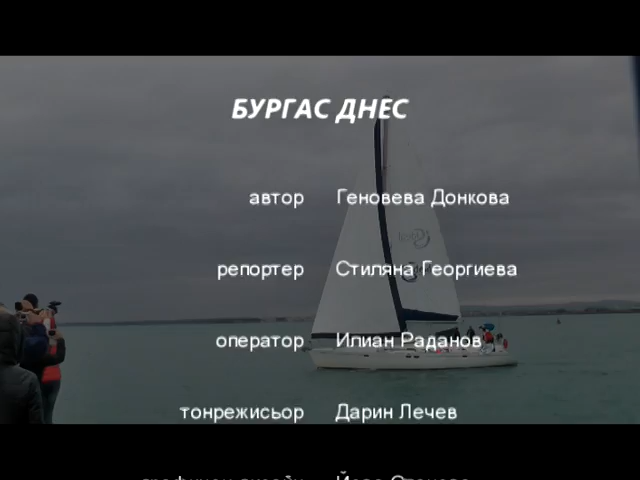 БУРГАС ДНЕС
автор Геновева Донкова
репортер Стиляна Георгиева
оператор Илиан Раданов
тонрежисьор Дарин Лечев